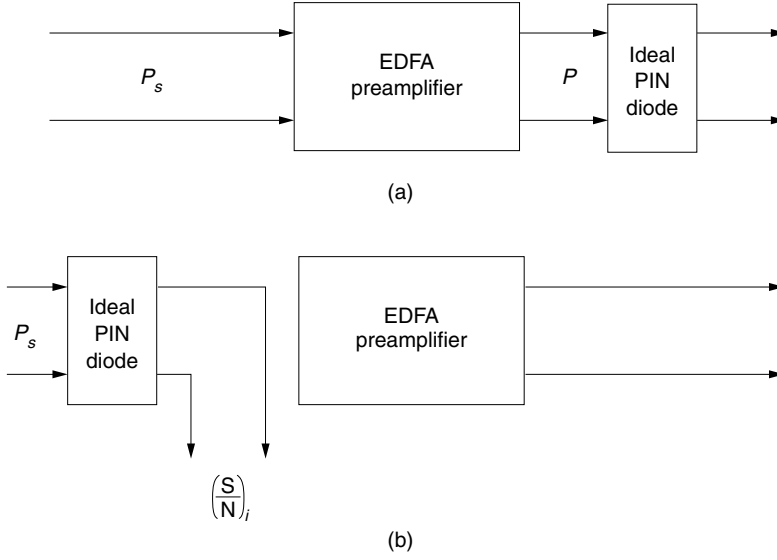 P_s
EDFA
preamplifier
P
Ideal
PIN
diode
(a)
P_s
Ideal
PIN
diode
EDFA
preamplifier
(S/N)_i
(b)